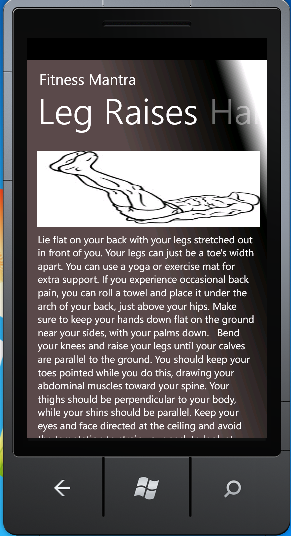 Fitness Mantra
Leg Raises Ha
Lie flat on your back with your legs stretched out
in front of you. Your legs can just be a toe's width
apart. You can use a yoga or exercise mat for
extra support. If you experience occasional back
pain, you can roll a towel and place it under the
arch of your back, just above your hips. Make
sure to keep your hands down flat on the ground
near your sides, with your palms down. Bend
your knees and raise your legs until your calves
are parallel to the ground. You should keep your
toes pointed while you do this, drawing your
abdominal muscles toward your spine. Your
thighs should be perpendicular to your body,
while your shins should be parallel. Keep your
eyes and face directed at the ceiling and avoid